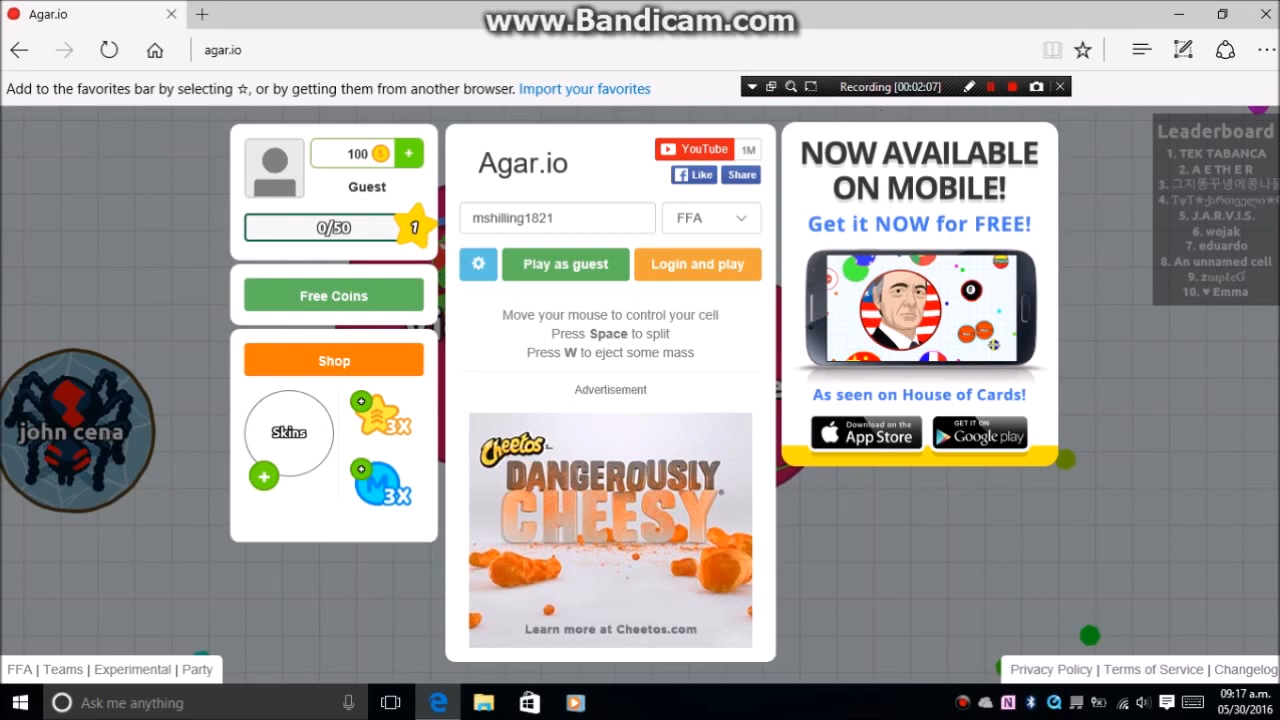 www.Bandicam.com
Agar.io
agar.io
Add to the favorites bar by selecting ☆, or by getting them from another browser. Import your favorites
Recording [00:02:07]
100
Guest
0/50
1
Free Coins
Shop
Skins
3X
M
3X
Agar.io
YouTube
1M
Like
Share
mshilling1821
FFA
Play as guest
Login and play
Move your mouse to control your cell
Press Space to split
Press W to eject some mass
Advertisement
Cheetos
DANGEROUSLY
CHEESY
Learn more at Cheetos.com
NOW AVAILABLE
ON MOBILE!
Get it NOW for FREE!
8
As seen on House of Cards!
Download on the
App Store
GET IT ON
Google play
Leaderboard
1. TEK TABANCA
2. A E TH E R
5. J.A.R.V.I.S.
6. wojak
7. eduardo
8. An unnamed cell
10. ♥ Emma
john cena
FFA | Teams | Experimental | Party
Privacy Policy | Terms of Service | Changelog
Ask me anything
09:17 a.m.
05/30/2016